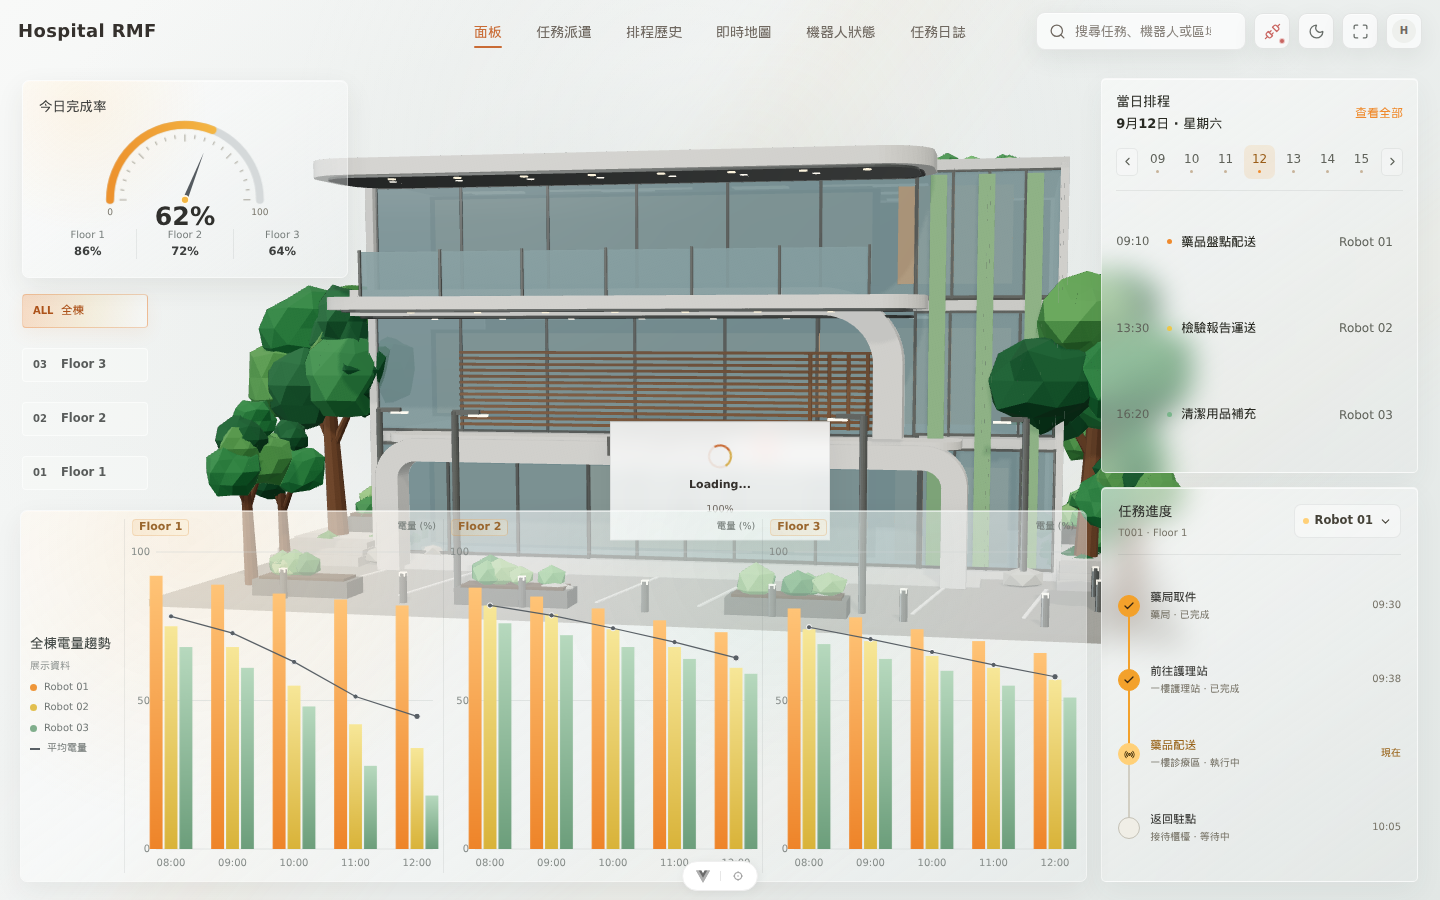 Hospital RMF
面板
任務派遣
排程歷史
即時地圖
機器人狀態
任務日誌
搜尋任務、機器人或區
H
今日完成率
0
100
62%
Floor 1
86%
Floor 2
72%
Floor 3
64%
ALL 全棟
03 Floor 3
02 Floor 2
01 Floor 1
Loading...
100%
全棟電量趨勢
展示資料
Robot 01
Robot 02
Robot 03
平均電量
Floor 1
電量 (%)
100
50
0
08:00 09:00 10:00 11:00 12:00
Floor 2
電量 (%)
100
50
0
08:00 09:00 10:00 11:00 12:00
Floor 3
電量 (%)
100
50
0
08:00 09:00 10:00 11:00 12:00
當日排程
9月12日・星期六
查看全部
09 10 11 12 13 14 15
09:10 藥品盤點配送 Robot 01
13:30 檢驗報告運送 Robot 02
16:20 清潔用品補充 Robot 03
任務進度
T001 · Floor 1
Robot 01
藥局取件
藥局 · 已完成
09:30
前往護理站
一樓護理站 · 已完成
09:38
藥品配送
一樓診療區 · 執行中
現在
返回駐點
接待櫃檯 · 等待中
10:05